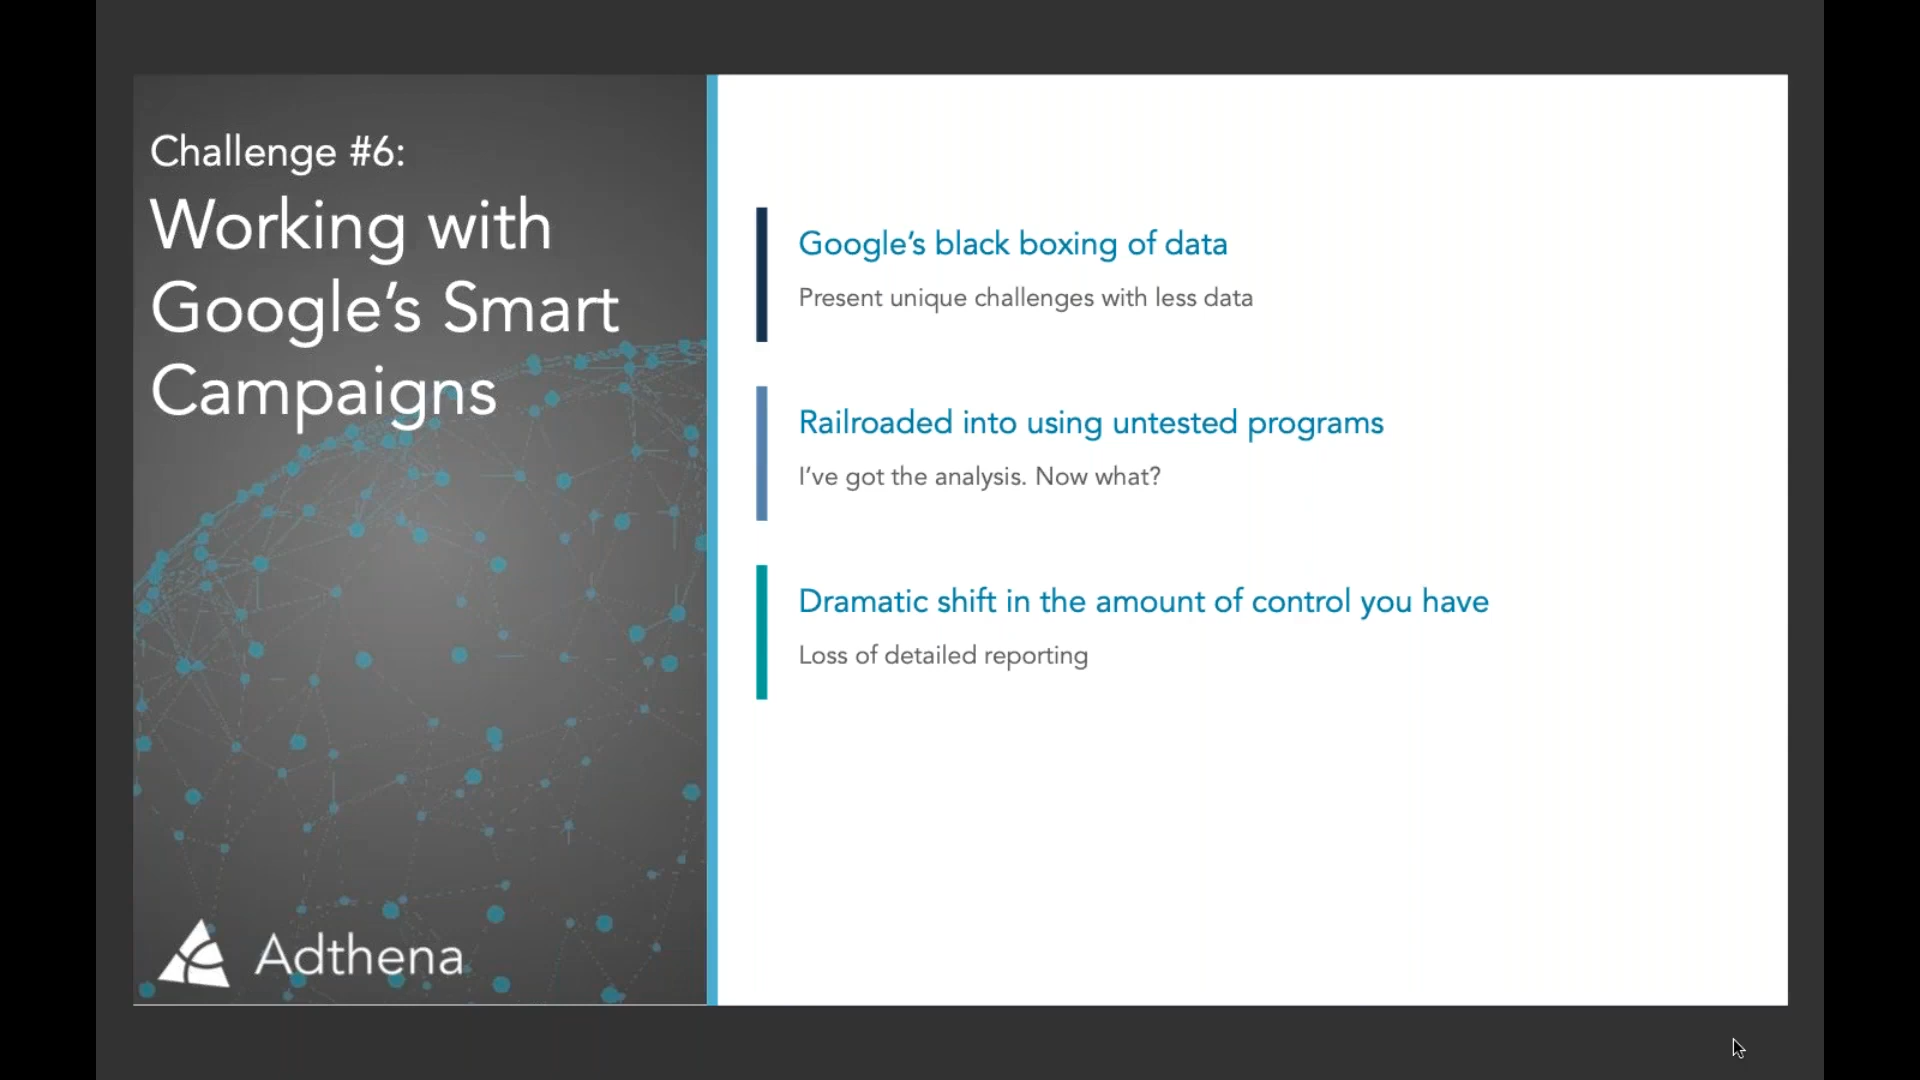 Challenge #6:
Working with
Google’s Smart
Campaigns
Adthena
Google’s black boxing of data
Present unique challenges with less data
Railroaded into using untested programs
I’ve got the analysis. Now what?
Dramatic shift in the amount of control you have
Loss of detailed reporting